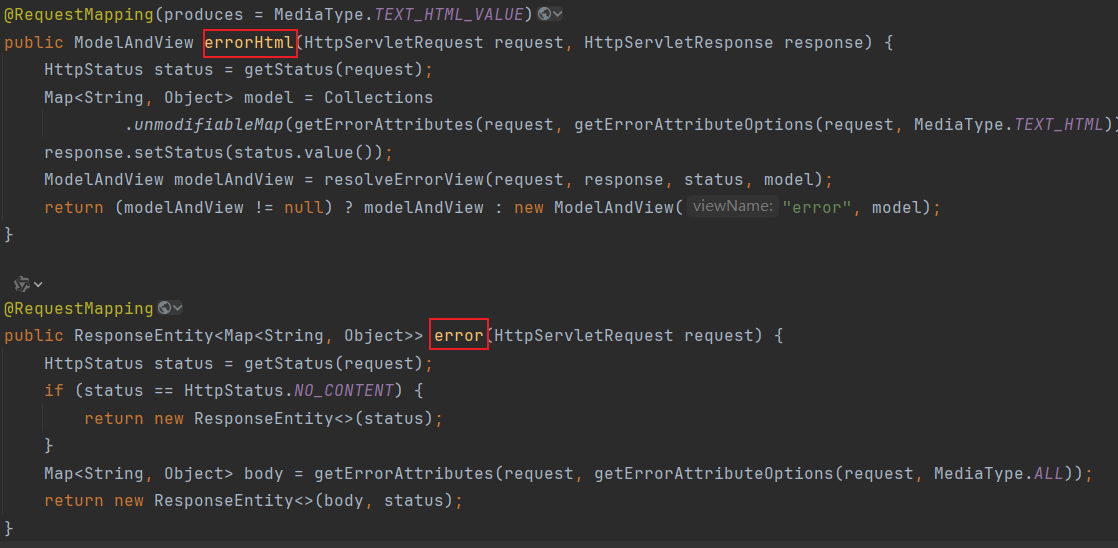 @RequestMapping(produces = MediaType.TEXT_HTML_VALUE)
public ModelAndView errorHtml(HttpServletRequest request, HttpServletResponse response) {
    HttpStatus status = getStatus(request);
    Map<String, Object> model = Collections
            .unmodifiableMap(getErrorAttributes(request, getErrorAttributeOptions(request, MediaType.TEXT_HTML))
    response.setStatus(status.value());
    ModelAndView modelAndView = resolveErrorView(request, response, status, model);
    return (modelAndView != null) ? modelAndView : new ModelAndView( viewName: "error", model);
}
@RequestMapping
public ResponseEntity<Map<String, Object>> error(HttpServletRequest request) {
    HttpStatus status = getStatus(request);
    if (status == HttpStatus.NO_CONTENT) {
        return new ResponseEntity<>(status);
    }
    Map<String, Object> body = getErrorAttributes(request, getErrorAttributeOptions(request, MediaType.ALL));
    return new ResponseEntity<>(body, status);
}